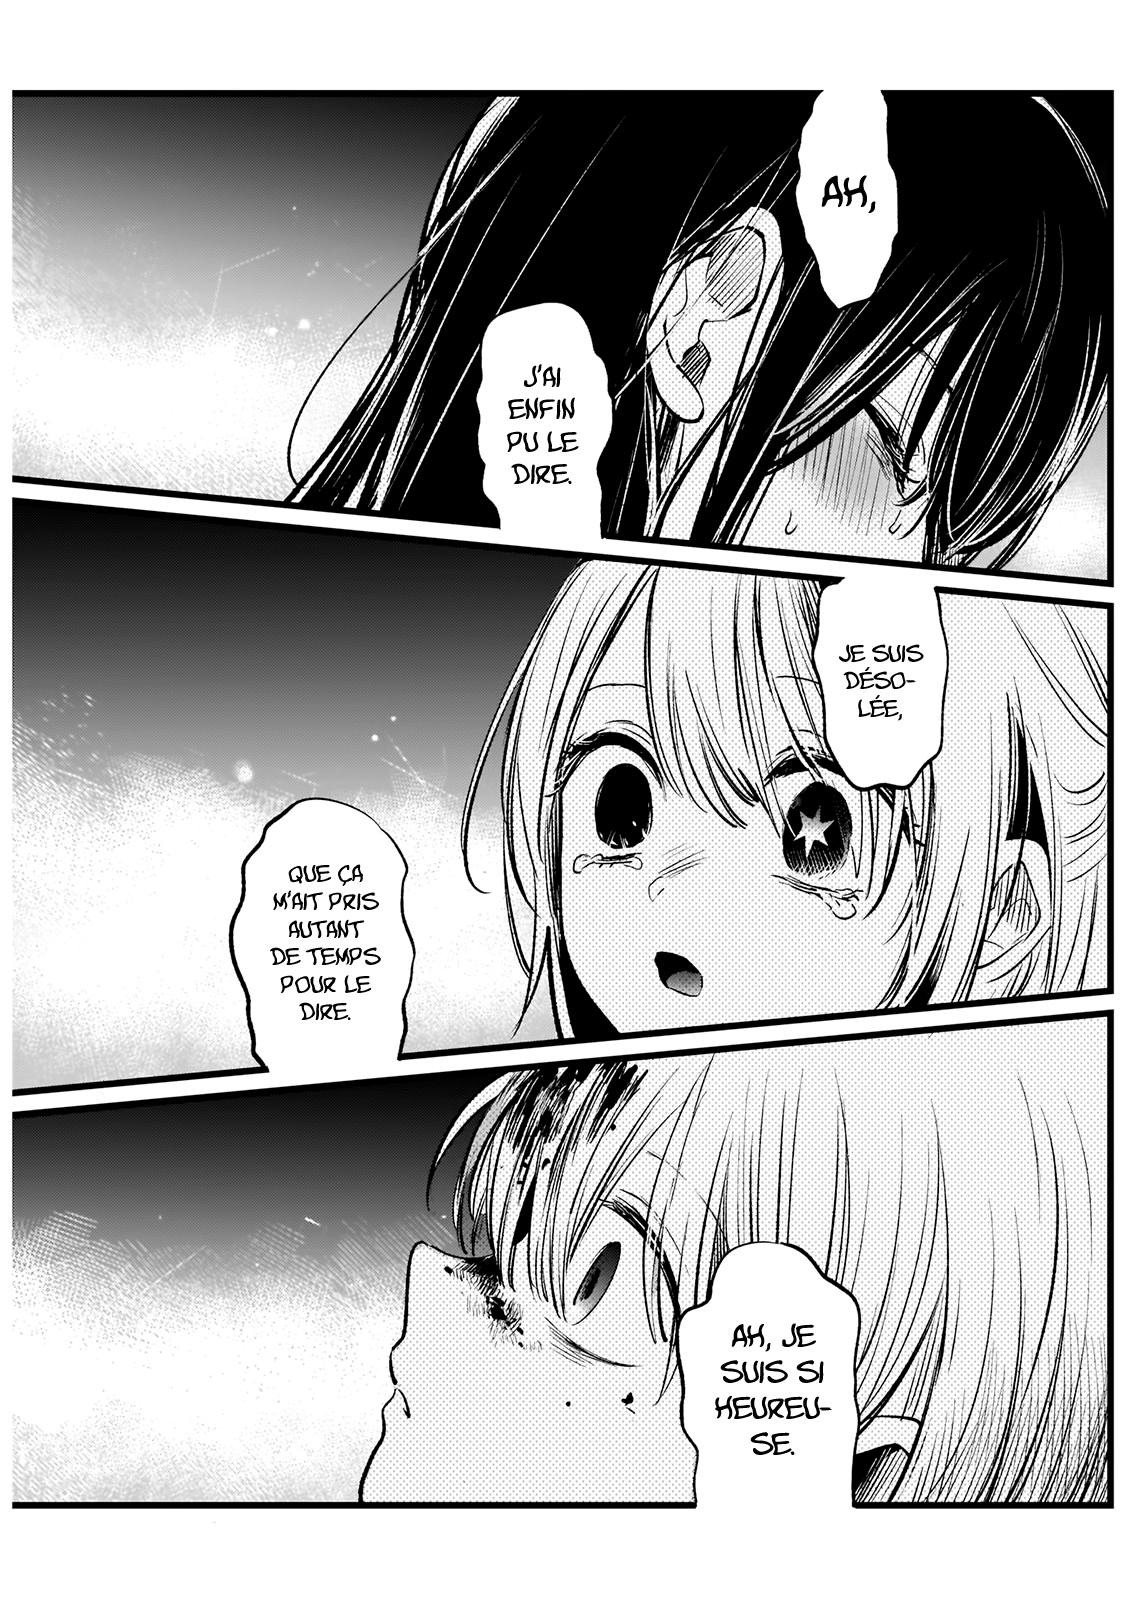 AH,
J'AI
ENFIN
PU LE
DIRE.
JE SUIS
DÉSO-
LÉE,
QUE ÇA
M'AIT PRIS
AUTANT
DE TEMPS
POUR LE
DIRE.
AH, JE
SUIS SI
HEUREU-
SE.